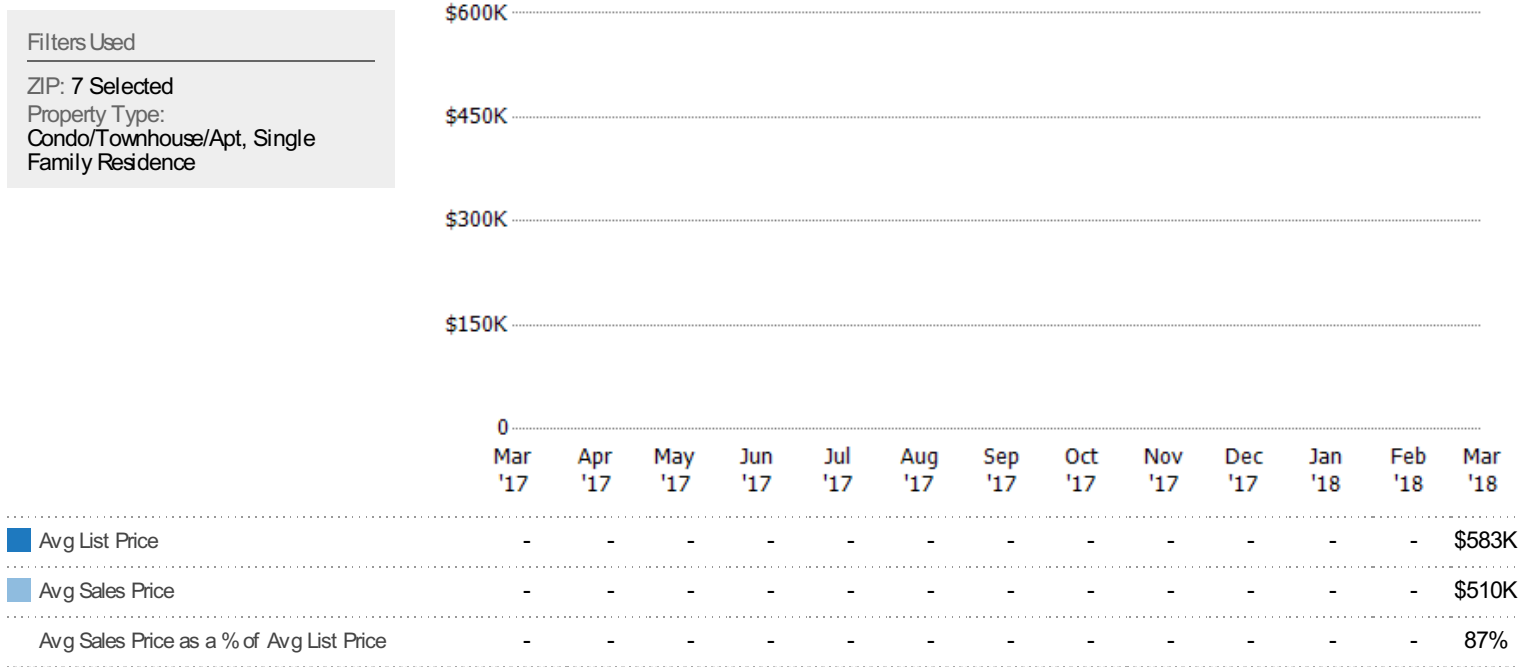 Filters Used
ZIP: 7 Selected
Property Type:
Condo/Townhouse/Apt, Single
Family Residence
$600K
$450K
$300K
$150K
0
Mar Apr May Jun Jul Aug Sep Oct Nov Dec Jan Feb Mar
'17 '17 '17 '17 '17 '17 '17 '17 '17 '17 '18 '18 '18
Avg List Price - - - - - - - - - - - - $583K
Avg Sales Price - - - - - - - - - - - - $510K
Avg Sales Price as a % of Avg List Price - - - - - - - - - - - - 87%